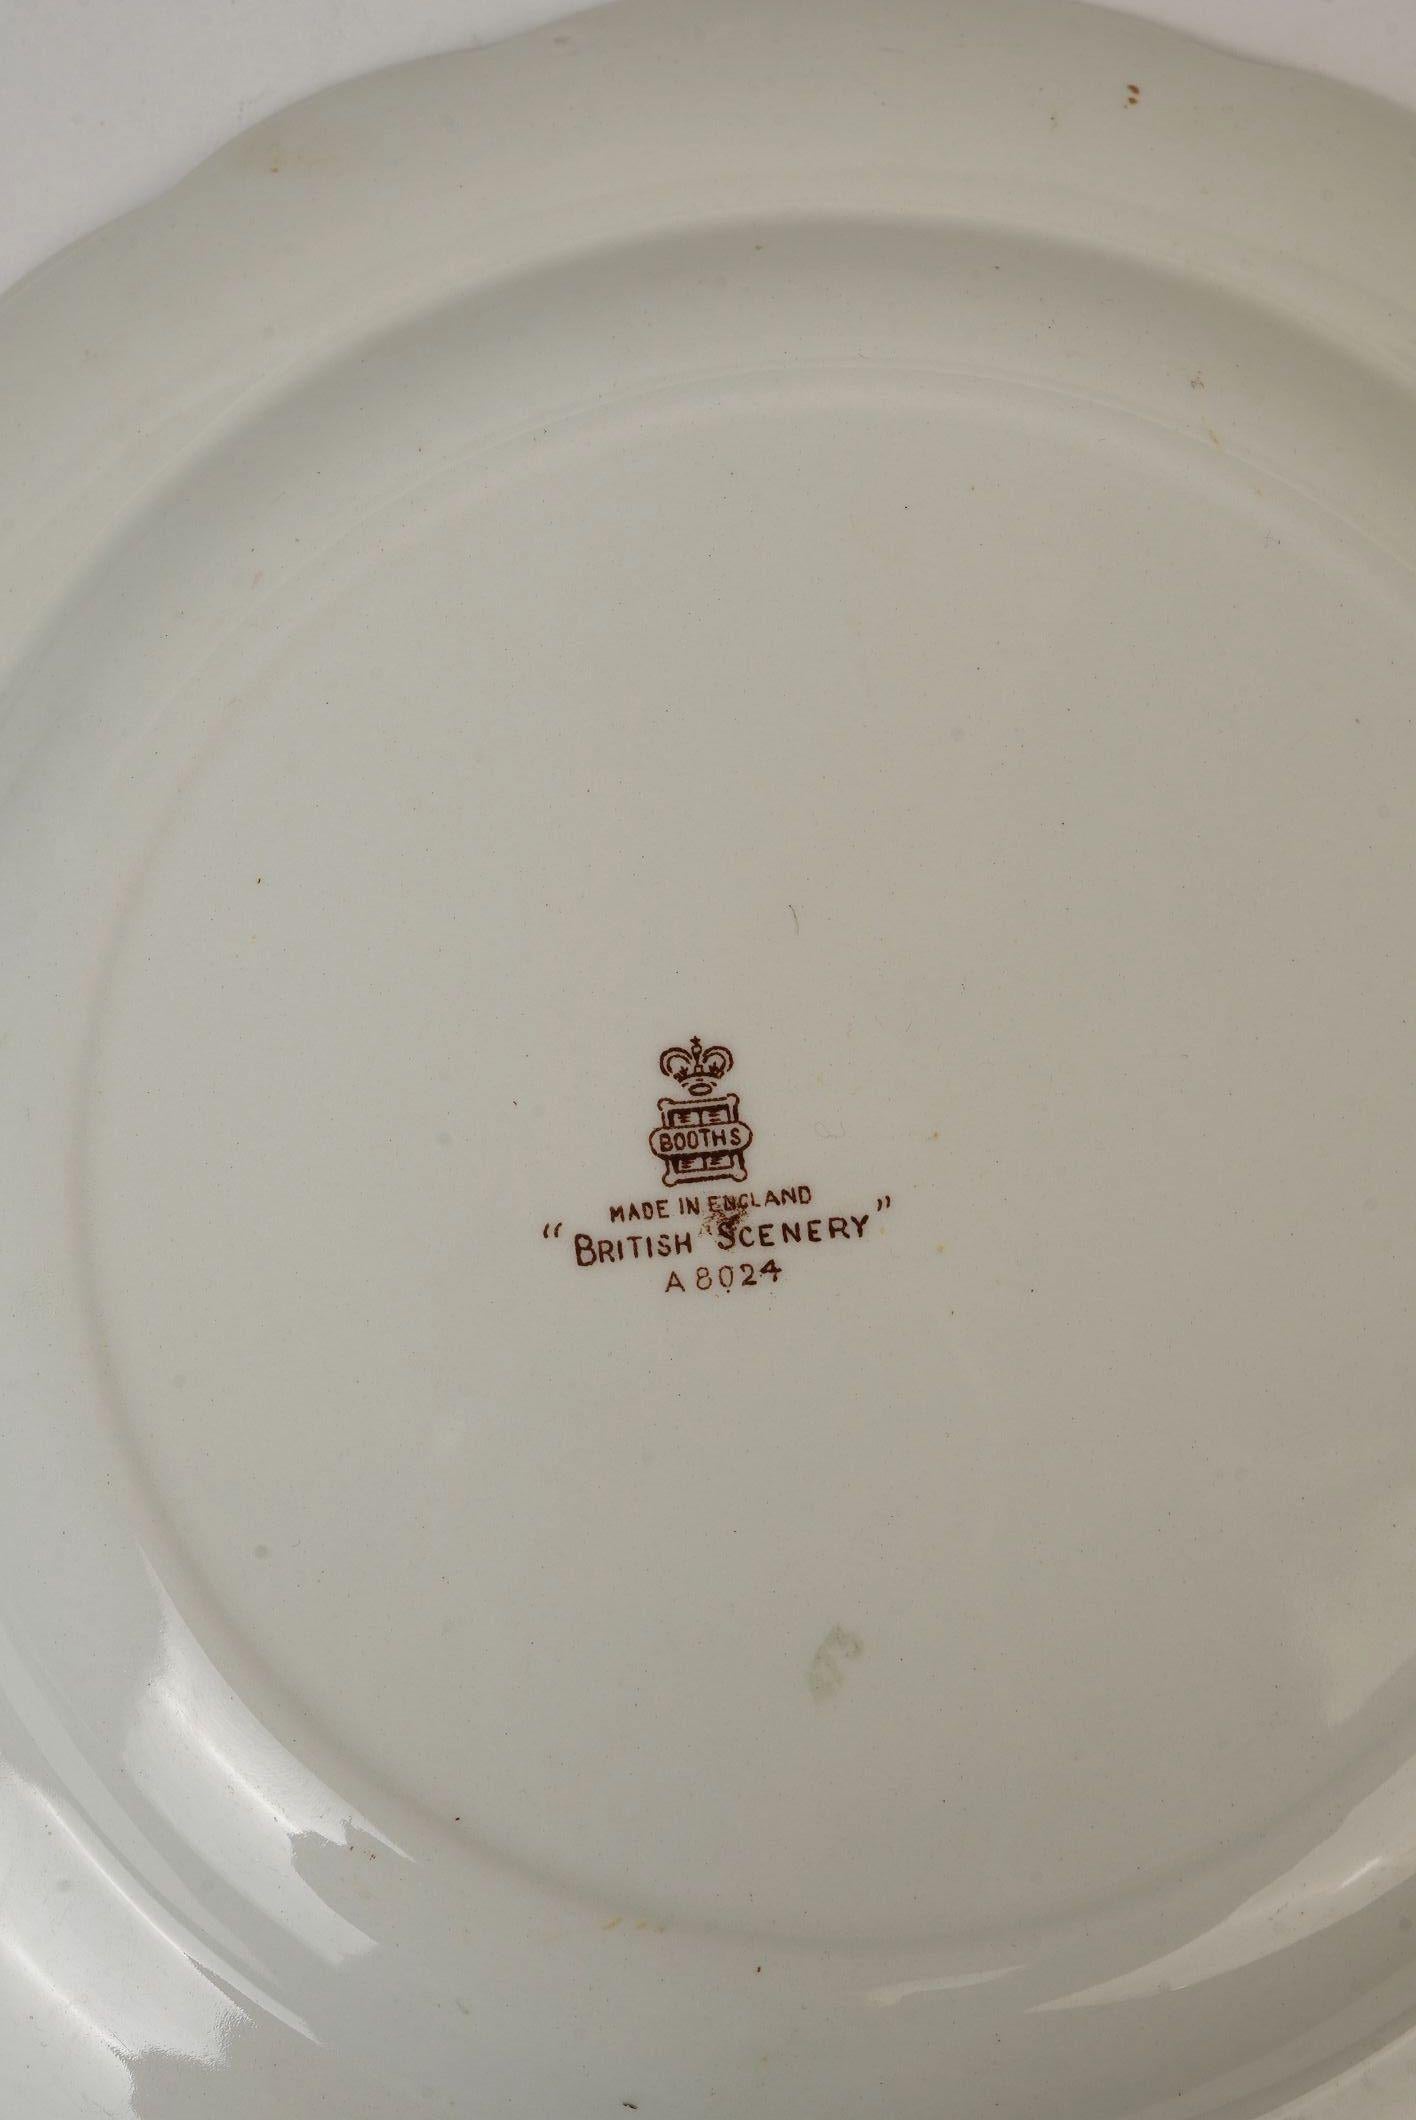 BOOTHS
MADE IN ENGLAND
“BRITISH SCENERY”
A 8024